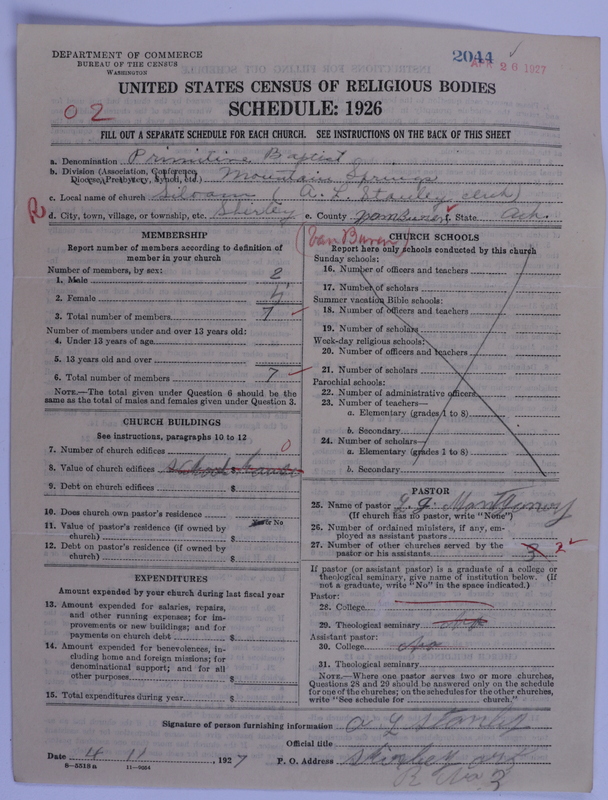 DEPARTMENT OF COMMERCE
BUREAU OF THE CENSUS
WASHINGTON
2044
APR 26 1927
UNITED STATES CENSUS OF RELIGIOUS BODIES
SCHEDULE: 1926
02
FILL OUT A SEPARATE SCHEDULE FOR EACH CHURCH. SEE INSTRUCTIONS ON THE BACK OF THIS SHEET
a. Denomination Primitive Baptist
b. Division (Association, Conference, Diocese, Presbytery, Synod, etc.) Mountain Springs
c. Local name of church Siloam (A. L. Stanley, clerk)
d. City, town, village, or township, etc. Shirley e. County State Ark
(Van Buren)
MEMBERSHIP
Report number of members according to definition of
member in your church
Number of members, by sex:
1. Male 2
2. Female
3. Total number of members 7
Number of members under and over 13 years old:
4. Under 13 years of age
5. 13 years old and over
6. Total number of members 7
NOTE.—The total given under Question 6 should be
same as the total of males and females given under Question 3.
CHURCH BUILDINGS
See instructions, paragraphs 10 to 12
7. Number of church edifices 0
8. Value of church edifices School house $
9. Debt on church edifices $
10. Does church own pastor's residence Yes or No
11. Value of pastor's residence (if owned by
church) $
12. Debt on pastor's residence (if owned by
church) $
EXPENDITURES
Amount expended by church during last fiscal year
13. Amount expended for salaries, repairs,
and other running expenses; for im-
provements or new buildings; and for
payments on church debt $
14. Amount expended for benevolences, in-
cluding home and foreign missions; for
denominational support; and for all
other purposes $
15. Total expenditures during year $
CHURCH SCHOOLS
Report here only schools conducted by this church
Sunday schools:
16. Number of officers and teachers
17. Number of scholars
Summer vacation Bible schools:
18. Number of officers and teachers
19. Number of scholars
Week-day religious schools:
20. Number of officers and teachers
21. Number of scholars
Parochial schools:
22. Number of administrative officers
23. Number of teachers—
a. Elementary (grades 1 to 8)
b. Secondary
24. Number of scholars—
a. Elementary (grades 1 to 8)
b. Secondary
PASTOR
25. Name of pastor
(If church has no pastor, write "None")
26. Number of ordained ministers, if any, em-
ployed as assistant pastors
27. Number of other churches served by the
pastor or his assistants 3 2
If pastor (or assistant pastor) is a graduate of a college or
theological seminary, give name of institution below. (If
not a graduate, write "No" in the space indicated.)
Pastor:
28. College
29. Theological seminary No
Assistant pastor:
30. College No
31. Theological seminary
NOTE.—Where one pastor serves two or more churches,
Questions 28 and 29 should be answered only on the schedule
for one of the churches; on the schedules for the other churches,
write "See schedule for church."
Signature of person furnishing information A L Stanley
Official title
Date 4 11, 1927 P. O. Address Shirley Ark
R No 3
8—5518a 11—9054